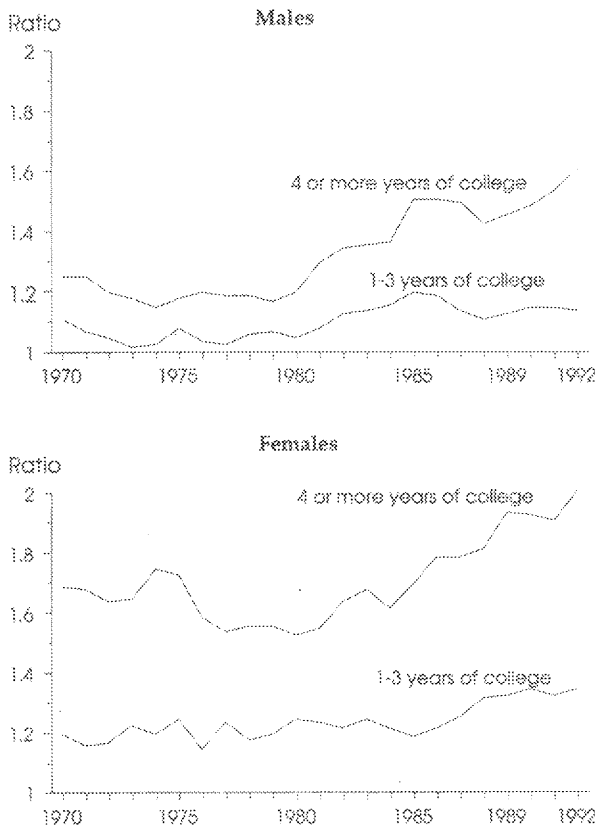 Males
Ratio
2
1.8
1.6
4 or more years of college
1.4
1-3 years of college
1.2
1
1970 1975 1980 1985 1989 1992
Females
Ratio
2
4 or more years of college
1.8
1.6
1.4
1-3 years of college
1.2
1
1970 1975 1980 1985 1989 1992